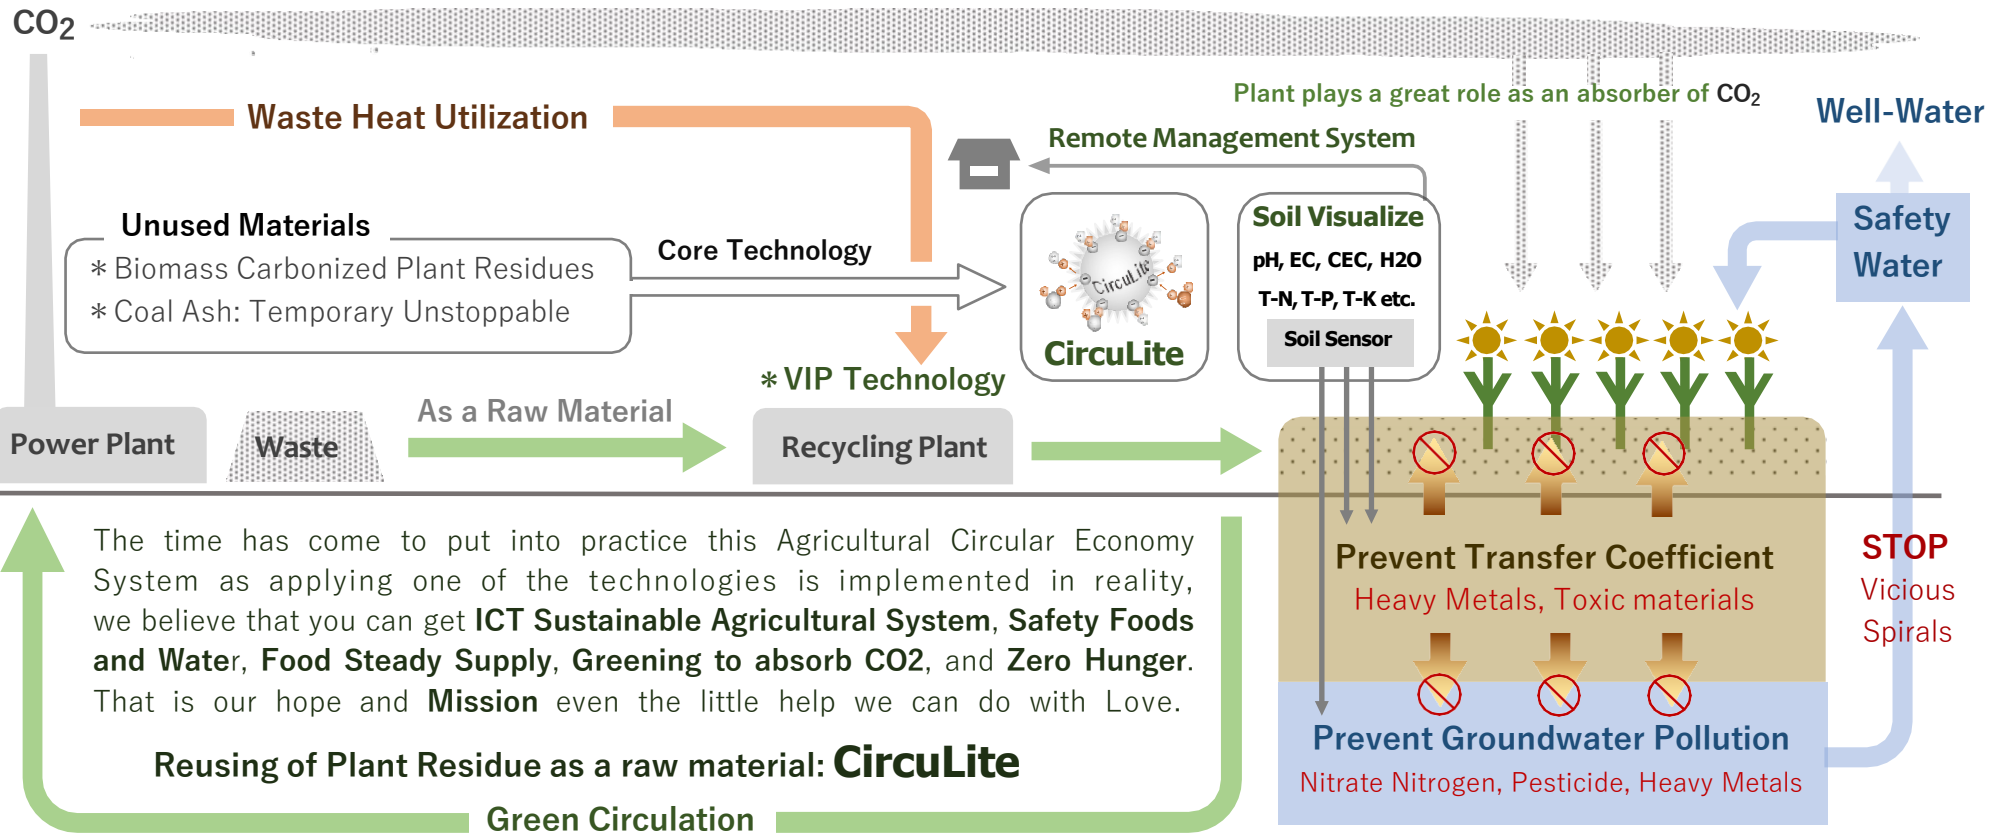 CO2
Waste Heat Utilization
Plant plays a great role as an absorber of CO2
Well-Water
Remote Management System
Unused Materials
* Biomass Carbonized Plant Residues
* Coal Ash: Temporary Unstoppable
Core Technology
CircuLite
CircuLite
Soil Visualize
pH, EC, CEC, H2O
T-N, T-P, T-K etc.
Soil Sensor
Safety
Water
* VIP Technology
Power Plant
Waste
As a Raw Material
Recycling Plant
The time has come to put into practice this Agricultural Circular Economy
System as applying one of the technologies is implemented in reality,
we believe that you can get ICT Sustainable Agricultural System, Safety Foods
and Water, Food Steady Supply, Greening to absorb CO2, and Zero Hunger.
That is our hope and Mission even the little help we can do with Love.
Reusing of Plant Residue as a raw material: CircuLite
Green Circulation
Prevent Transfer Coefficient
Heavy Metals, Toxic materials
STOP
Vicious
Spirals
Prevent Groundwater Pollution
Nitrate Nitrogen, Pesticide, Heavy Metals